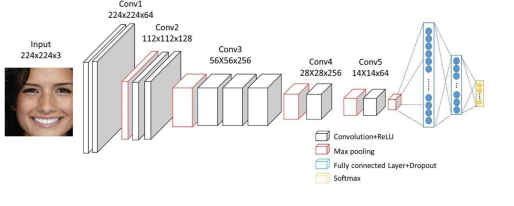 Conv1
224x224x64
Conv2
112x112x128
Input
224x224x3
Conv3
56X56x256
Conv4
28X28x256
Conv5
14X14x64
Convolution+ReLU
Max pooling
Fully connected Layer+Dropout
Softmax